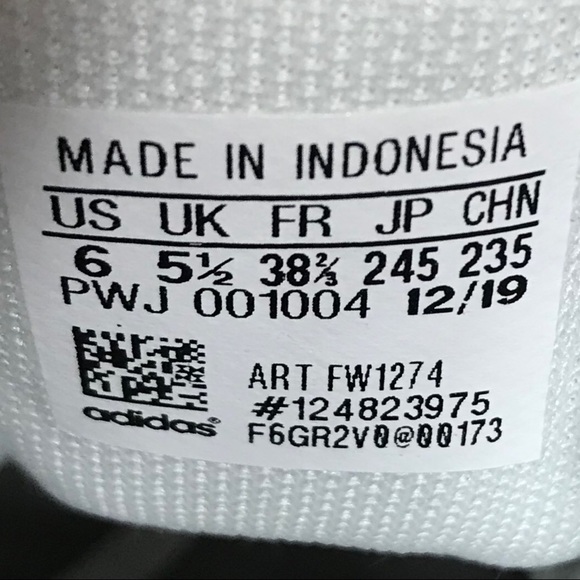 MADE IN INDONESIA
US UK FR JP CHN
6 5½ 38⅔ 245 235
PWJ 001004 12/19
ART FW1274
#124823975
adidas® F6GR2V0@00173